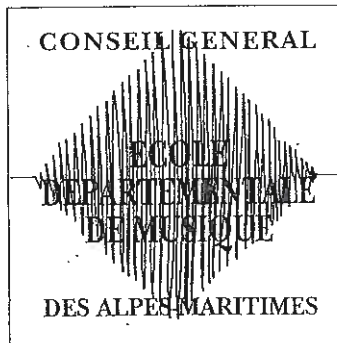 CONSEIL GENERAL
ECOLE
DEPARTEMENTALE
DE MUSIQUE
DES ALPES-MARITIMES